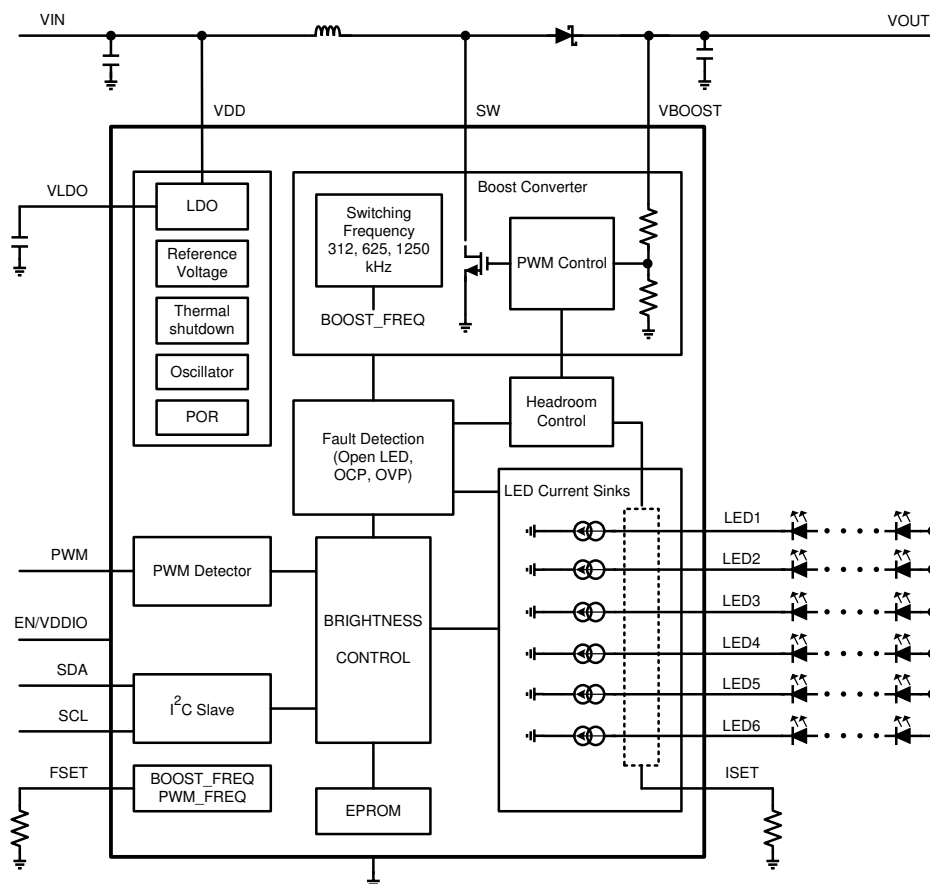 VIN
VOUT
VDD
SW
VBOOST
VLDO
LDO
Reference
Voltage
Thermal
shutdown
Oscillator
POR
Boost Converter
Switching
Frequency
312, 625, 1250
kHz
BOOST_FREQ
PWM Control
Headroom
Control
Fault Detection
(Open LED,
OCP, OVP)
LED Current Sinks
LED1
LED2
LED3
LED4
LED5
LED6
PWM
PWM Detector
EN/VDDIO
BRIGHTNESS
CONTROL
SDA
SCL
I2C Slave
FSET
BOOST_FREQ
PWM_FREQ
EPROM
ISET